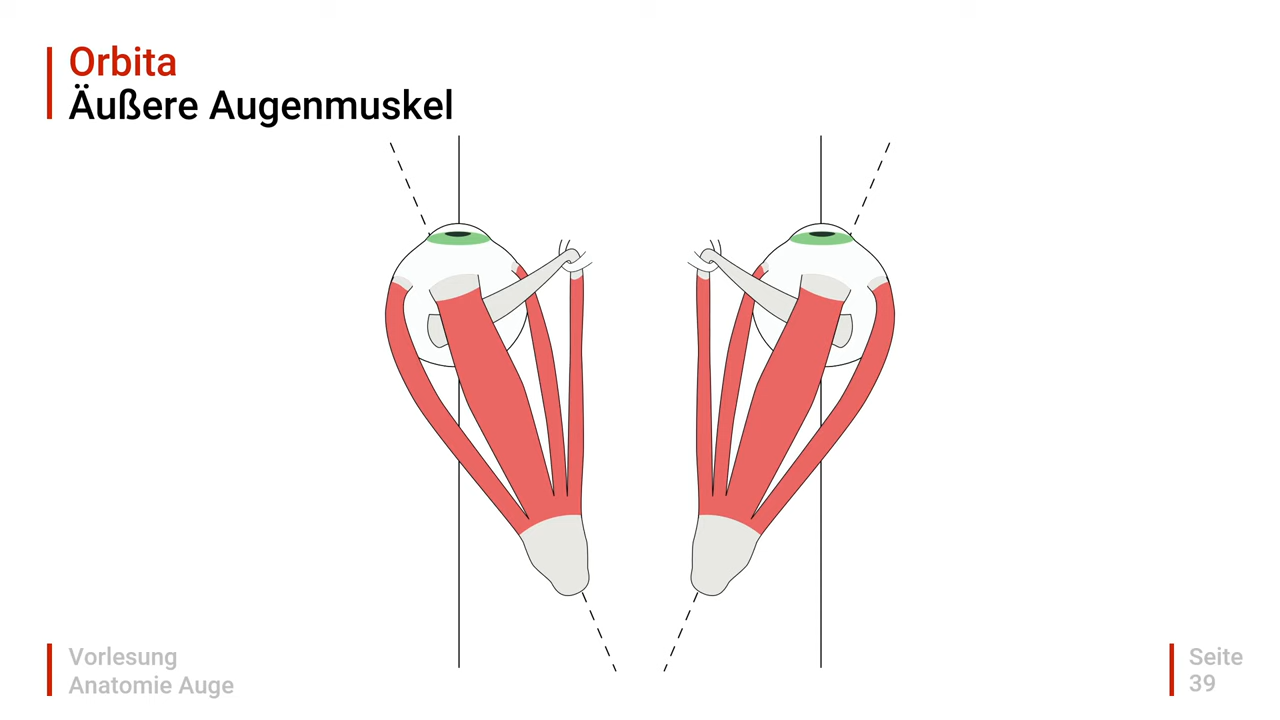 Orbita
Äußere Augenmuskel
Vorlesung
Anatomie Auge
Seite
39